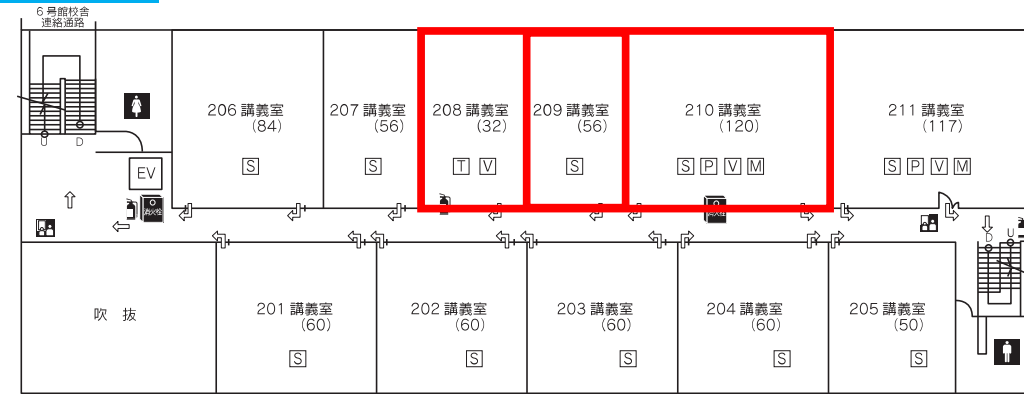 6号館校舎
連絡通路
206 講義室
(84)
S
207 講義室
(56)
S
208 講義室
(32)
T V
209 講義室
(56)
S
210 講義室
(120)
S P V M
211 講義室
(117)
S P V M
U D
EV
消火栓
D U
吹 抜
201 講義室
(60)
S
202 講義室
(60)
S
203 講義室
(60)
S
204 講義室
(60)
S
205 講義室
(50)
S